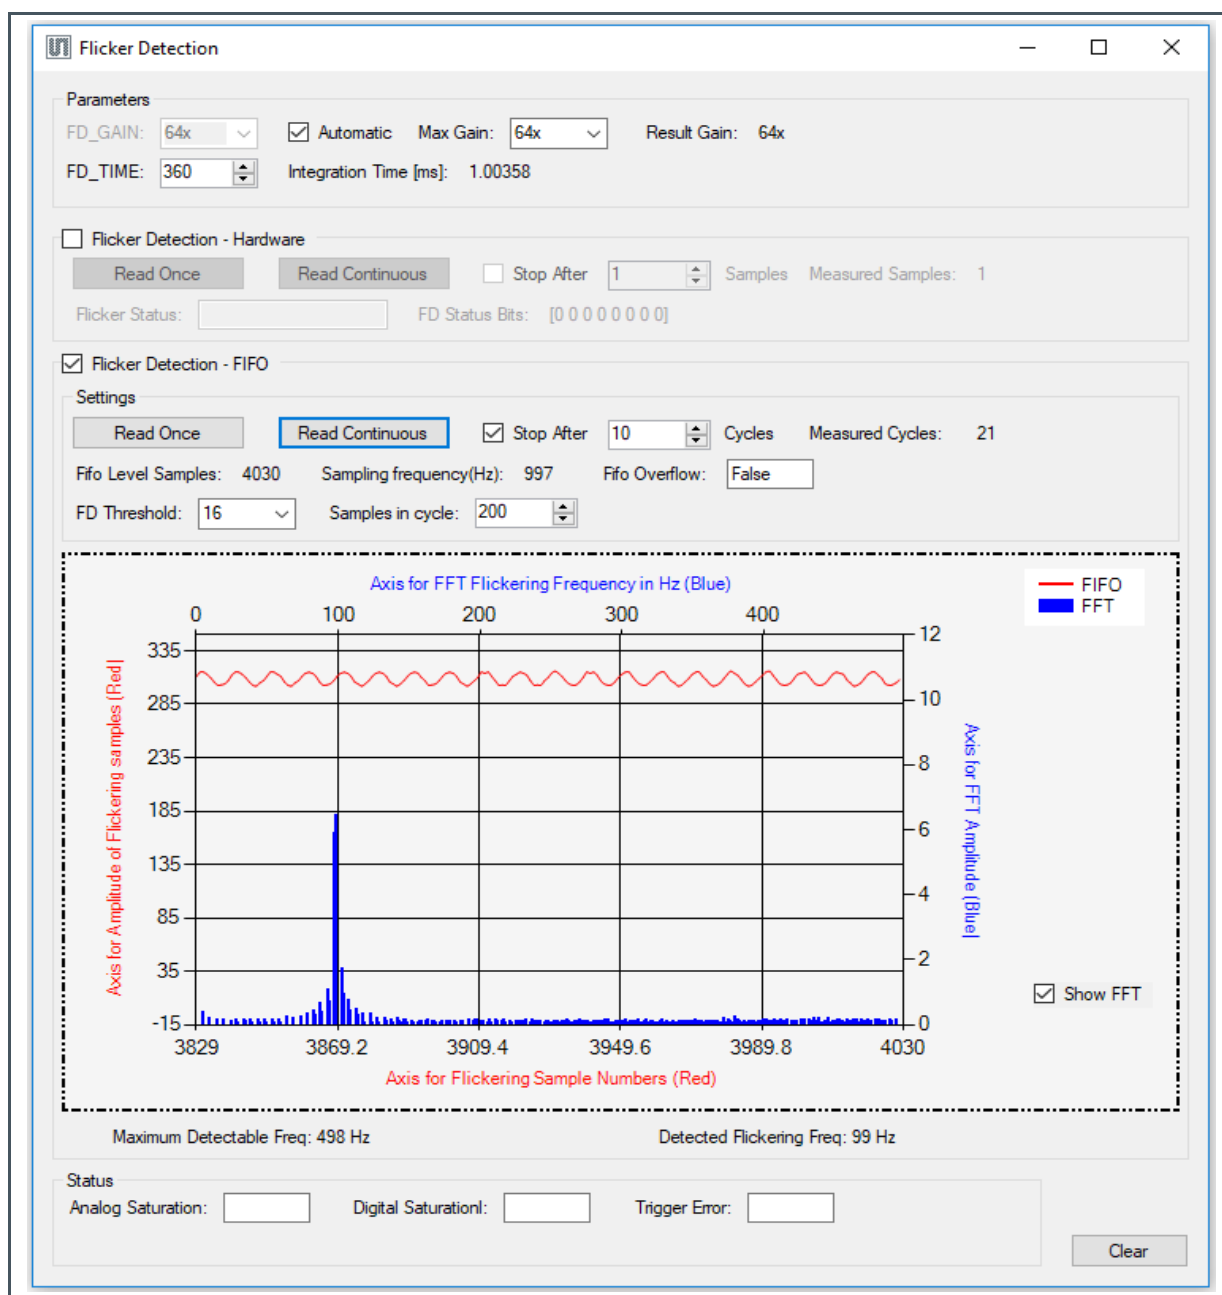 Flicker Detection
Parameters
FD_GAIN: 64x Automatic Max Gain: 64x Result Gain: 64x
FD_TIME: 360 Integration Time [ms]: 1.00358
Flicker Detection - Hardware
Read Once Read Continuous Stop After 1 Samples Measured Samples: 1
Flicker Status: FD Status Bits: [0 0 0 0 0 0 0 0]
Flicker Detection - FIFO
Settings
Read Once Read Continuous Stop After 10 Cycles Measured Cycles: 21
Fifo Level Samples: 4030 Sampling frequency(Hz): 997 Fifo Overflow: False
FD Threshold: 16 Samples in cycle: 200
Axis for FFT Flickering Frequency in Hz (Blue)
FIFO
FFT
0 100 200 300 400
Axis for Amplitude of Flickering samples (Red)
335
285
235
185
135
85
35
-15
12
10
8
6
4
2
0
Axis for FFT Amplitude (Blue)
Show FFT
3829 3869.2 3909.4 3949.6 3989.8 4030
Axis for Flickering Sample Numbers (Red)
Maximum Detectable Freq: 498 Hz Detected Flickering Freq: 99 Hz
Status
Analog Saturation: Digital Saturationl: Trigger Error:
Clear